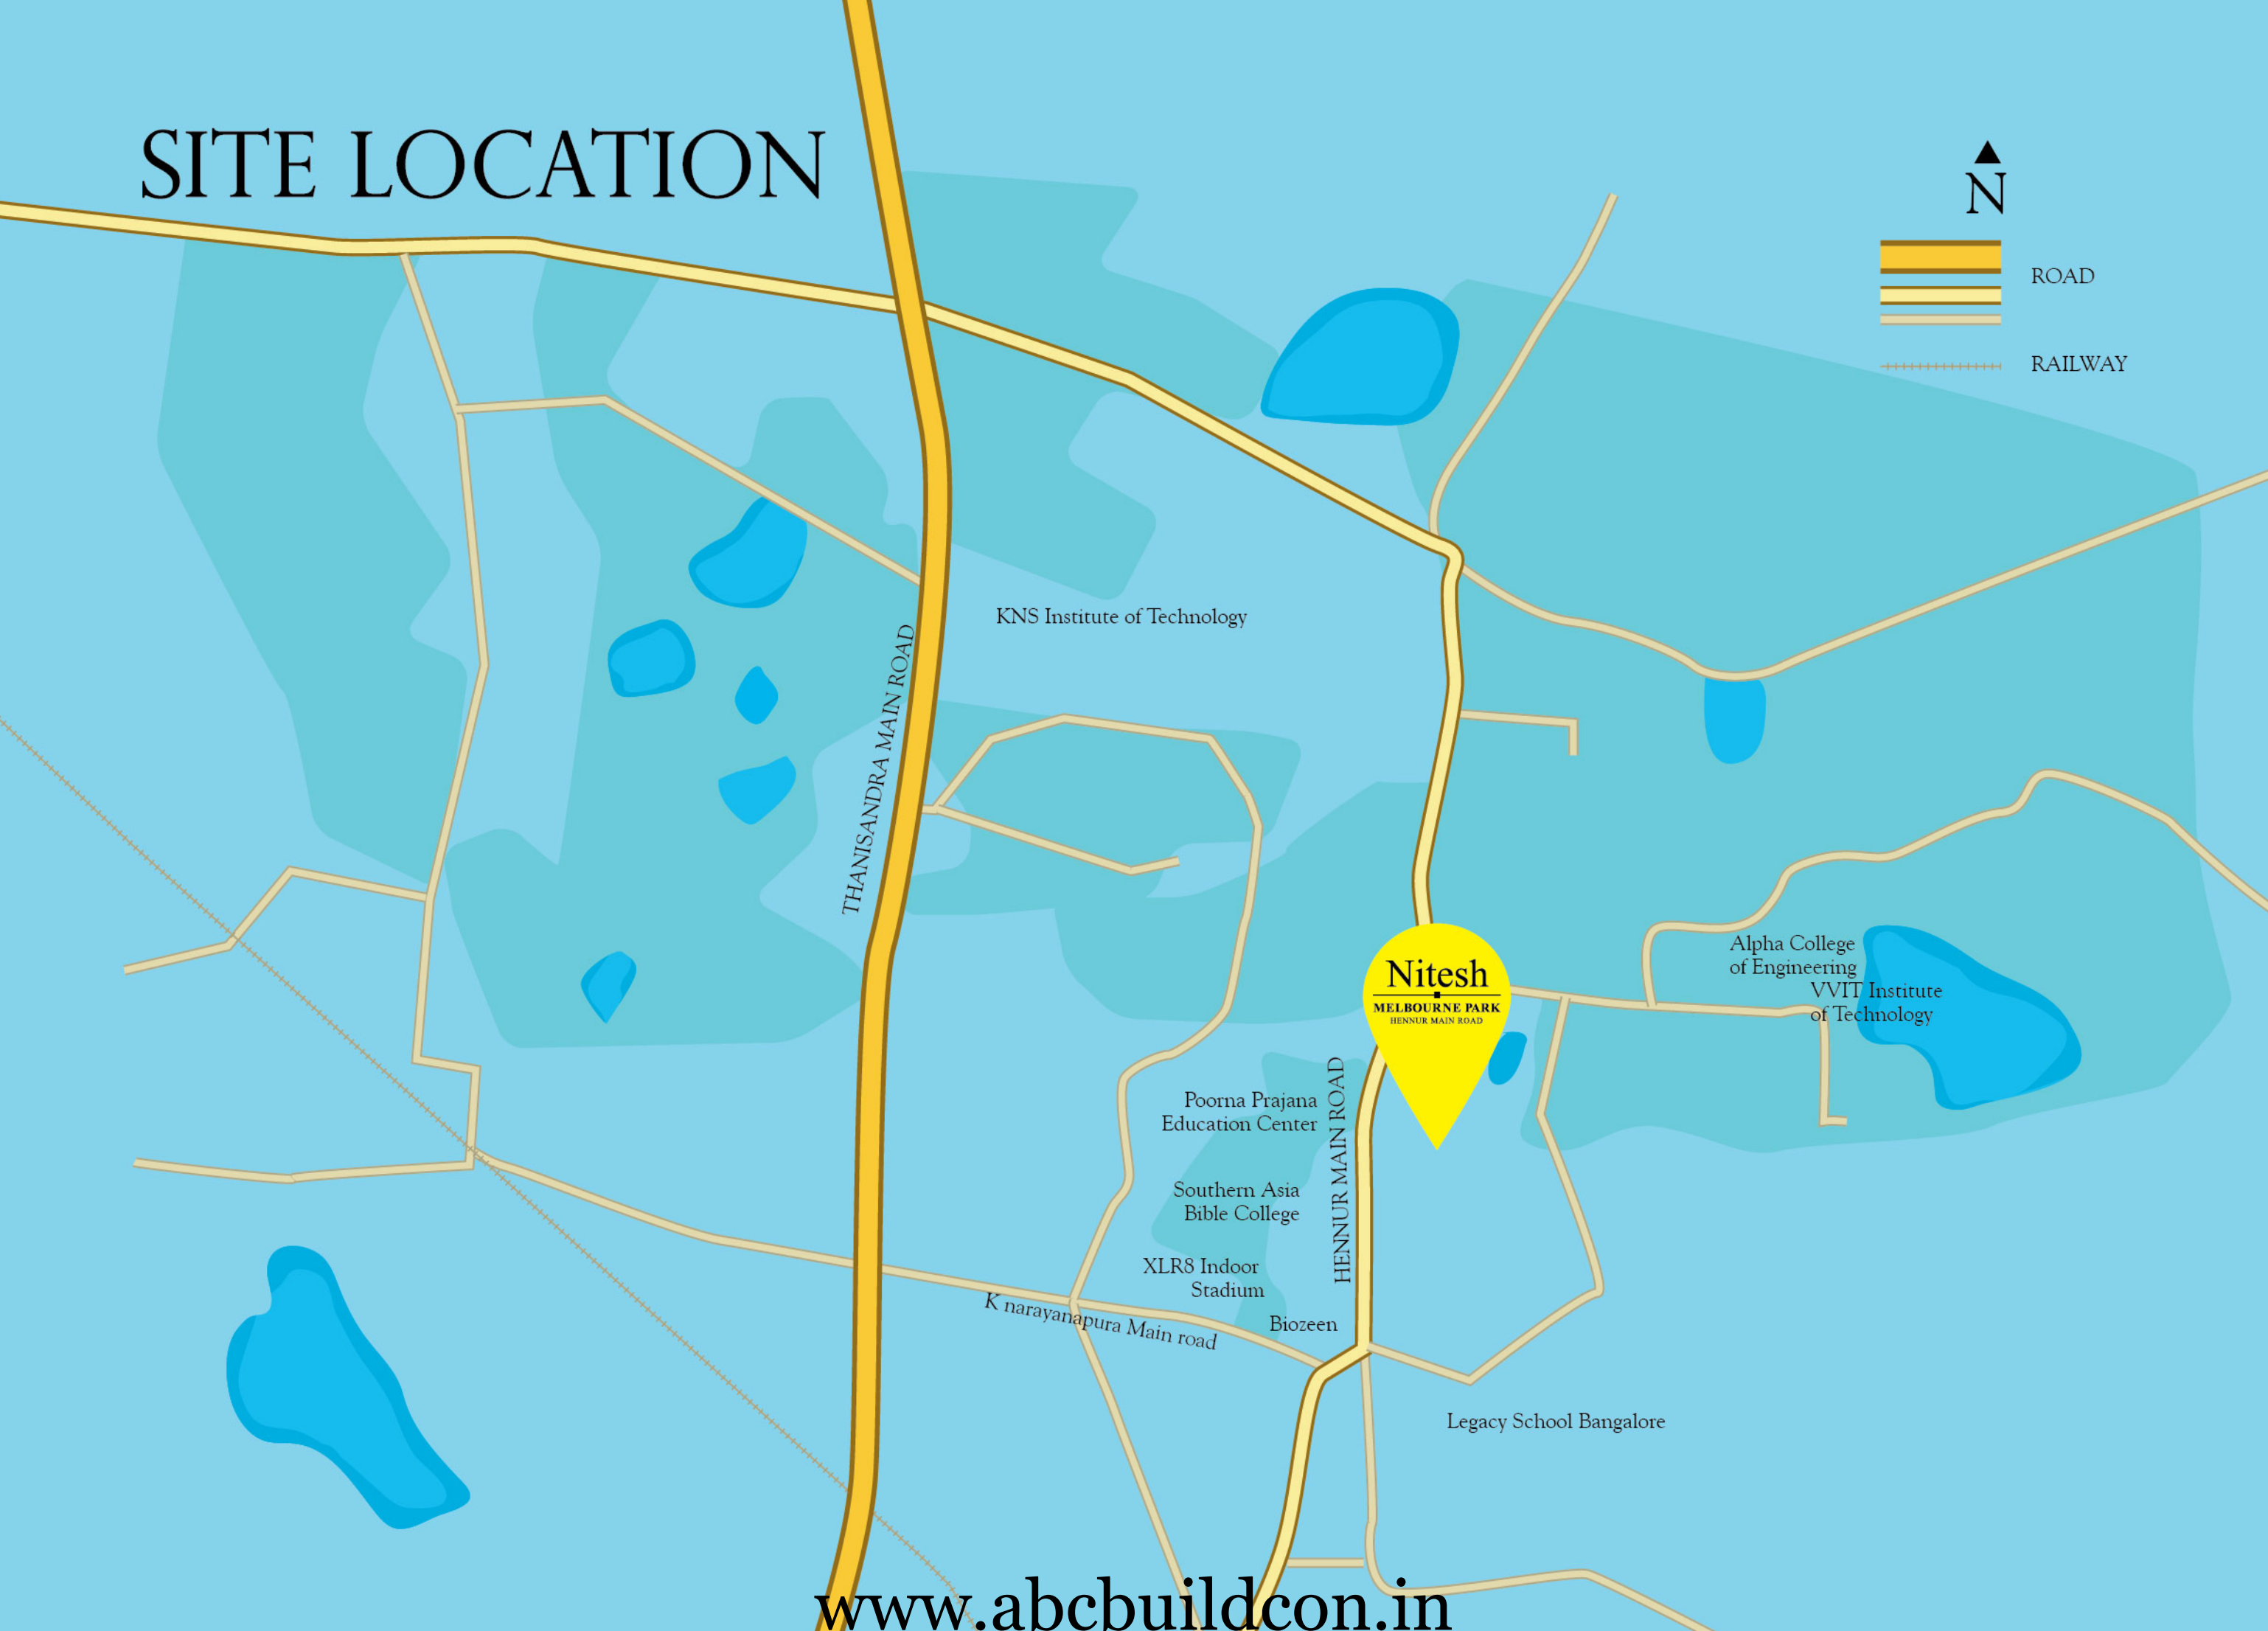 SITE LOCATION
N
ROAD
RAILWAY
KNS Institute of Technology
THANISANDRA MAIN ROAD
Alpha College
of Engineering
VVIT Institute
of Technology
Nitesh
MELBOURNE PARK
HENNUR MAIN ROAD
HENNUR MAIN ROAD
Poorna Prajana
Education Center
Southern Asia
Bible College
XLR8 Indoor
Stadium
K narayanapura Main road
Biozeen
Legacy School Bangalore
www.abcbuildcon.in